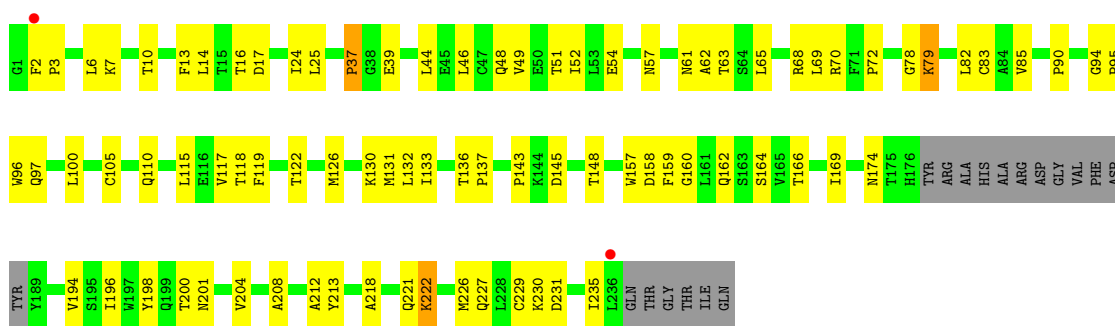 G1 F2 P3 L6 K7 T10 F13 L14 T15 T16 D17 I24 L25 P37 G38 E39 L44 E45 L46 C47 Q48 V49 E50 T51 I52 L53 E54 N57 N61 A62 T63 S64 L65 R68 L69 R70 F71 P72 G78 K79 L82 C83 A84 V85 P90 G94
W96 Q97 L100 C105 Q110 L115 E116 V117 T118 F119 T122 M126 K130 M131 L132 I133 T136 P137 P143 K144 D145 T148 W157 D158 F159 G160 L161 Q162 S163 S164 V165 T166 I169 N174 T175 H176 TYR ARG ALA HIS ALA ARG ASP GLY VAL PHE
TYR Y189 V194 S195 I196 W197 Y198 Q199 T200 N201 V204 A208 A212 Y213 A218 Q221 K222 M226 Q227 L228 C229 K230 D231 I235 L236 GLN THR GLY THR ILE GLN